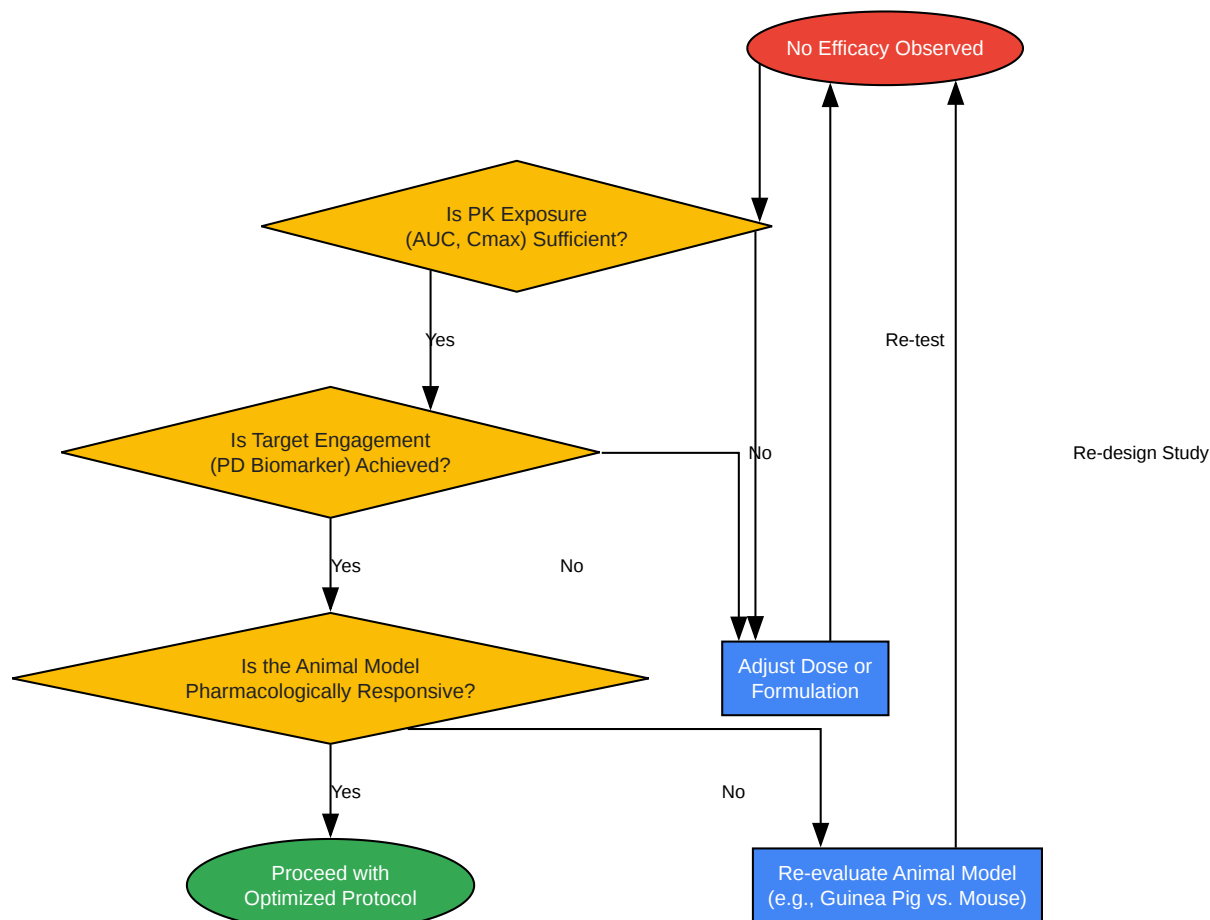 No Efficacy Observed
Is PK Exposure
(AUC, Cmax) Sufficient?
Yes
Re-test
Is Target Engagement
(PD Biomarker) Achieved?
No
Re-design Study
Yes
No
Is the Animal Model
Pharmacologically Responsive?
Adjust Dose or
Formulation
Yes
No
Proceed with
Optimized Protocol
Re-evaluate Animal Model
(e.g., Guinea Pig vs. Mouse)